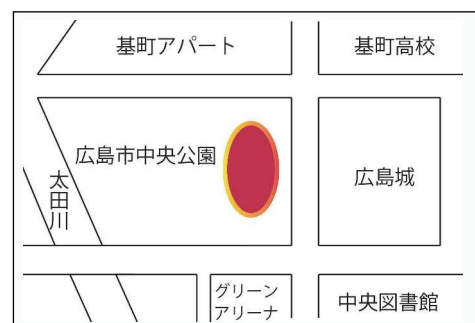 基町アパート
基町高校
広島市中央公園
太田川
広島城
グリーン
アリーナ
中央図書館